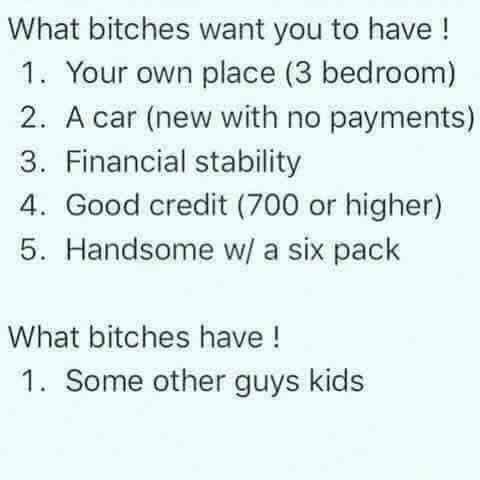 What bitches want you to have !
1. Your own place (3 bedroom)
2. A car (new with no payments)
3. Financial stability
4. Good credit (700 or higher)
5. Handsome w/ a six pack
What bitches have !
1. Some other guys kids